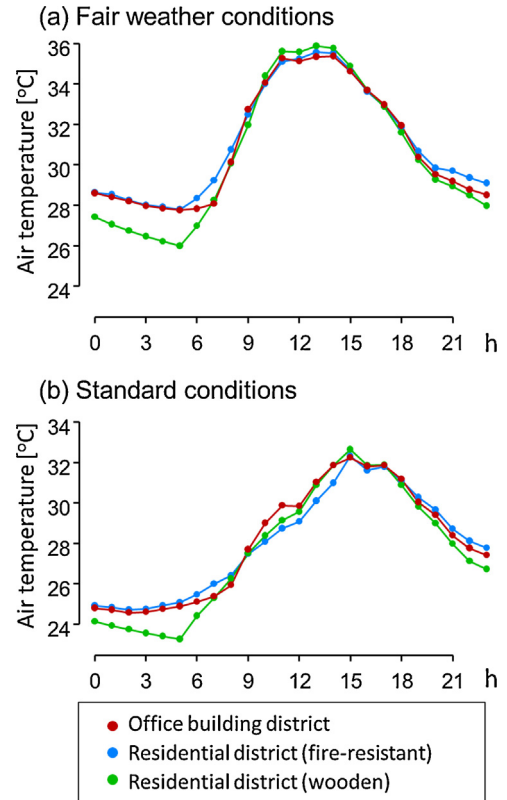 (a) Fair weather conditions
Air temperature [°C]
36
34
32
30
28
26
24
0 3 6 9 12 15 18 21 h
(b) Standard conditions
Air temperature [°C]
34
32
30
28
26
24
0 3 6 9 12 15 18 21 h
Office building district
Residential district (fire-resistant)
Residential district (wooden)